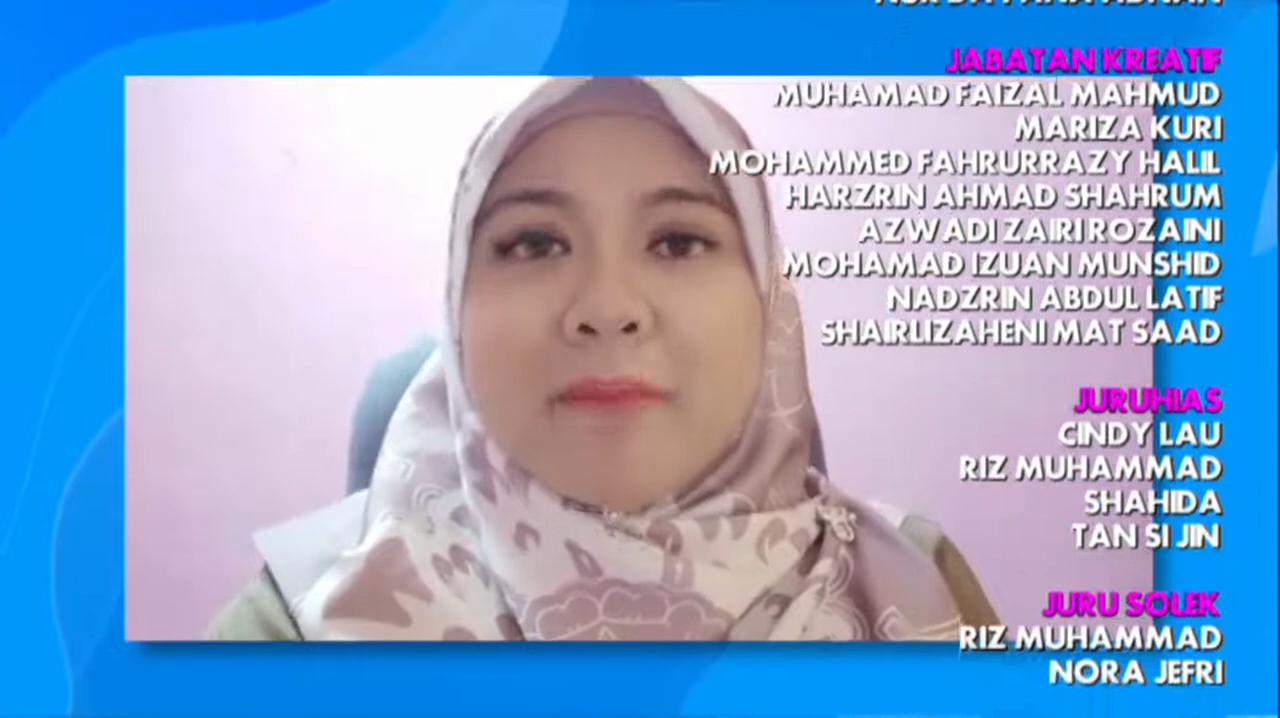 JABATAN KREATIF
MUHAMAD FAIZAL MAHMUD
MARIZA KURI
MOHAMMED FAHRURRAZY HALIL
HARZRIN AHMAD SHAHRUM
AZWADI ZAIRI ROZAINI
MOHAMAD IZUAN MUNSHID
NADZRIN ABDUL LATIF
SHAIRLIZAHENI MAT SAAD
JURUHIAS
CINDY LAU
RIZ MUHAMMAD
SHAHIDA
TAN SI JIN
JURU SOLEK
RIZ MUHAMMAD
NORA JEFRI